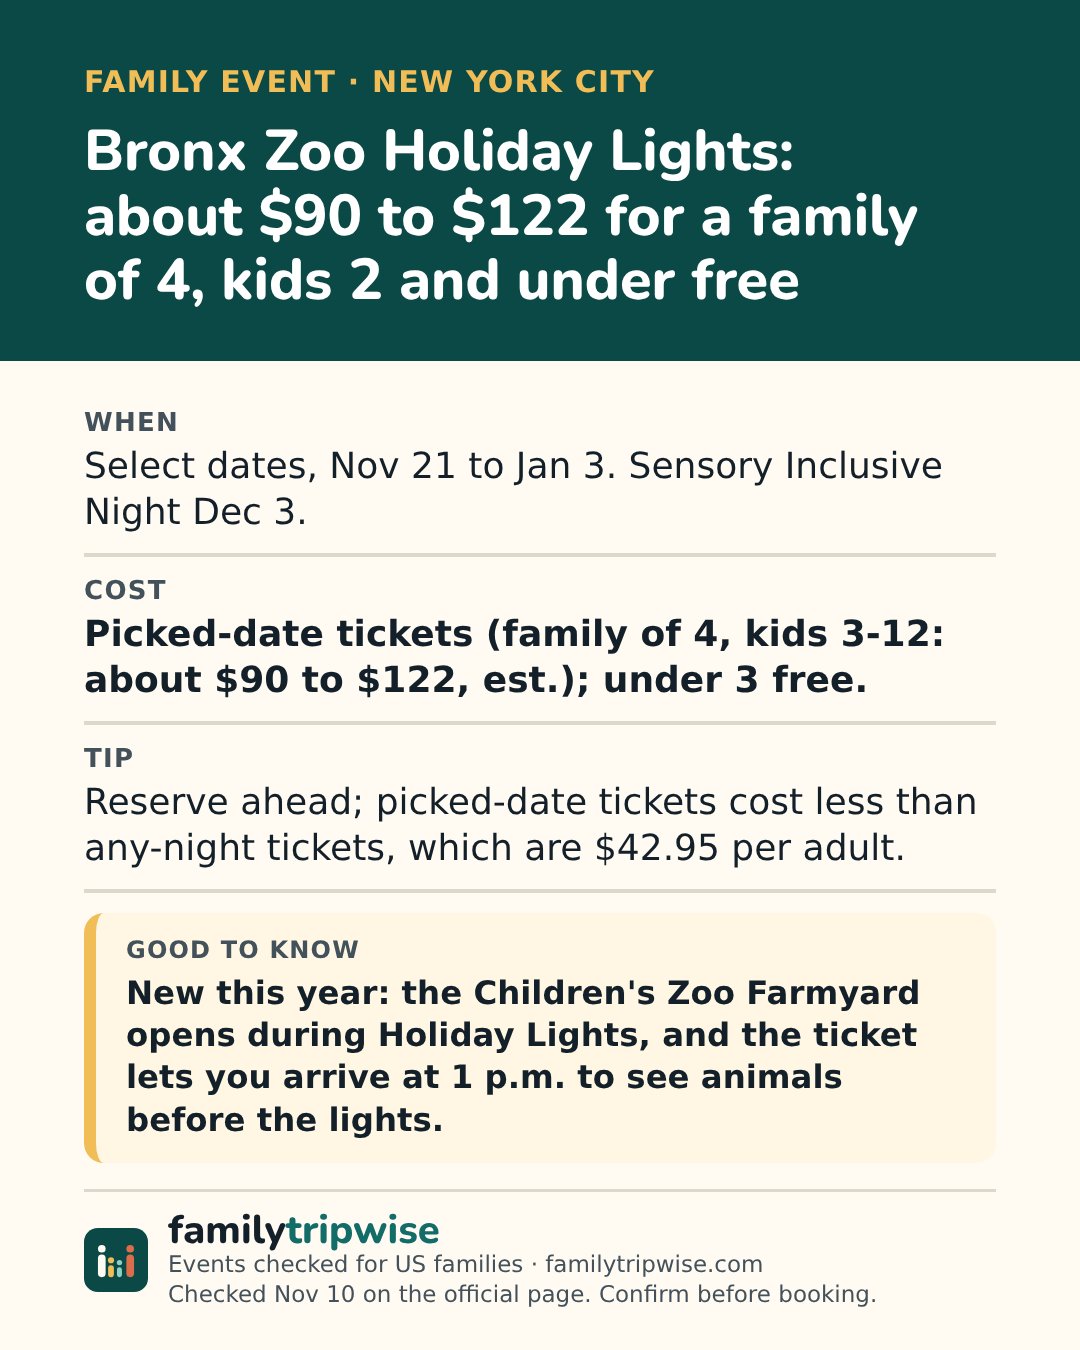 FAMILY EVENT · NEW YORK CITY
Bronx Zoo Holiday Lights:
about $90 to $122 for a family
of 4, kids 2 and under free
WHEN
Select dates, Nov 21 to Jan 3. Sensory Inclusive
Night Dec 3.
COST
Picked-date tickets (family of 4, kids 3-12:
about $90 to $122, est.); under 3 free.
TIP
Reserve ahead; picked-date tickets cost less than
any-night tickets, which are $42.95 per adult.
GOOD TO KNOW
New this year: the Children's Zoo Farmyard
opens during Holiday Lights, and the ticket
lets you arrive at 1 p.m. to see animals
before the lights.
familytripwise
Events checked for US families · familytripwise.com
Checked Nov 10 on the official page. Confirm before booking.